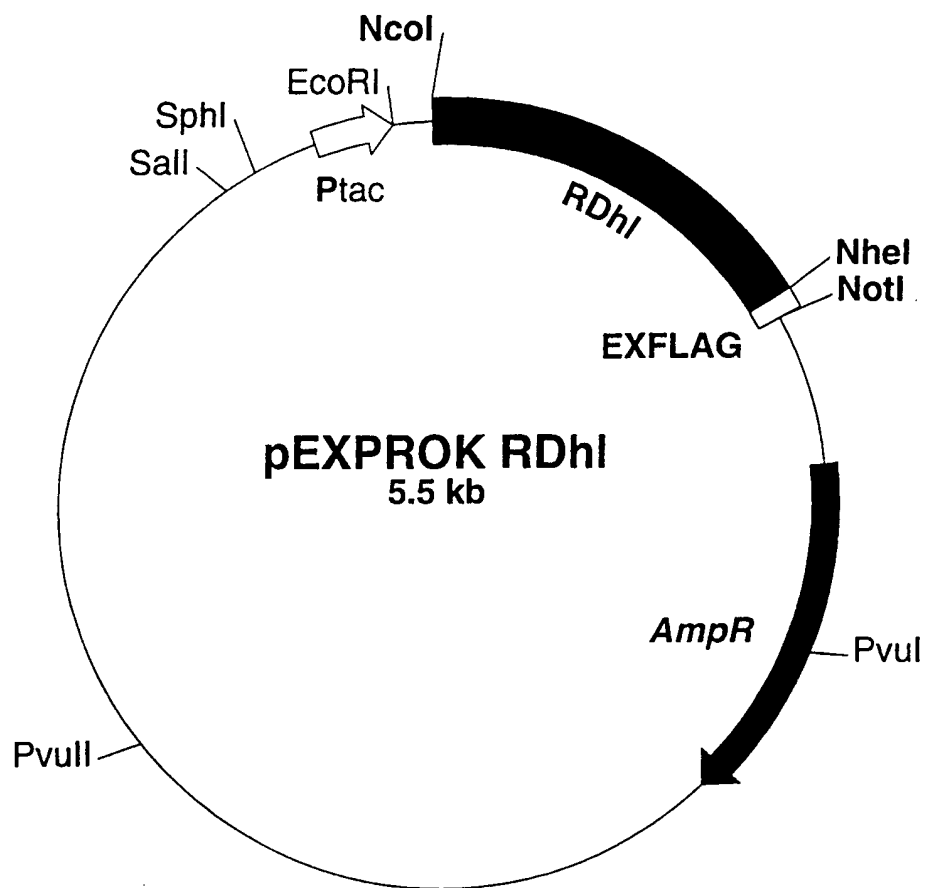 NcoI
EcoRI
SphI
SalI
Ptac
RDhI
NheI
NotI
EXFLAG
pEXPROK RDhI
5.5 kb
AmpR
PvuI
PvuII